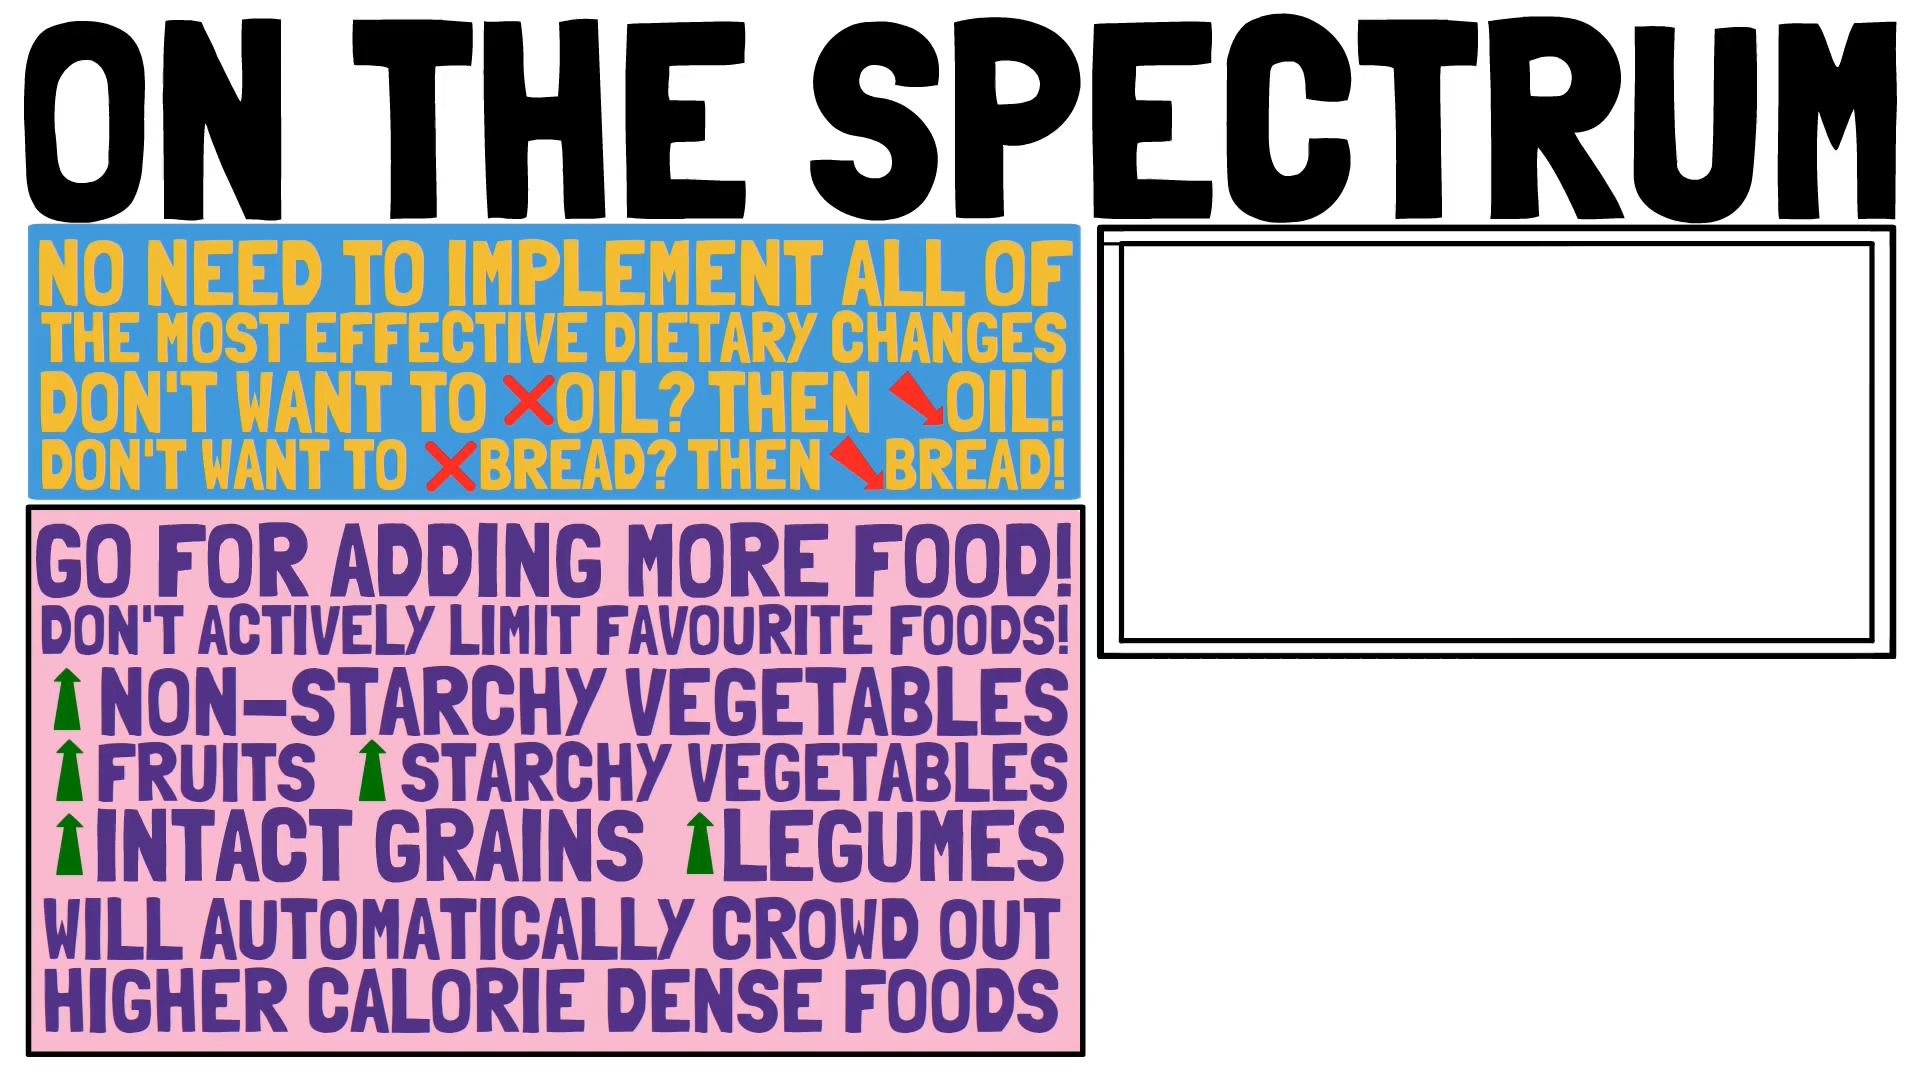 ON THE SPECTRUM
NO NEED TO IMPLEMENT ALL OF
THE MOST EFFECTIVE DIETARY CHANGES
DON'T WANT TO ❌OIL? THEN OIL!
DON'T WANT TO ❌BREAD? THEN BREAD!
GO FOR ADDING MORE FOOD!
DON'T ACTIVELY LIMIT FAVOURITE FOODS!
NON-STARCHY VEGETABLES
FRUITS STARCHY VEGETABLES
INTACT GRAINS LEGUMES
WILL AUTOMATICALLY CROWD OUT
HIGHER CALORIE DENSE FOODS